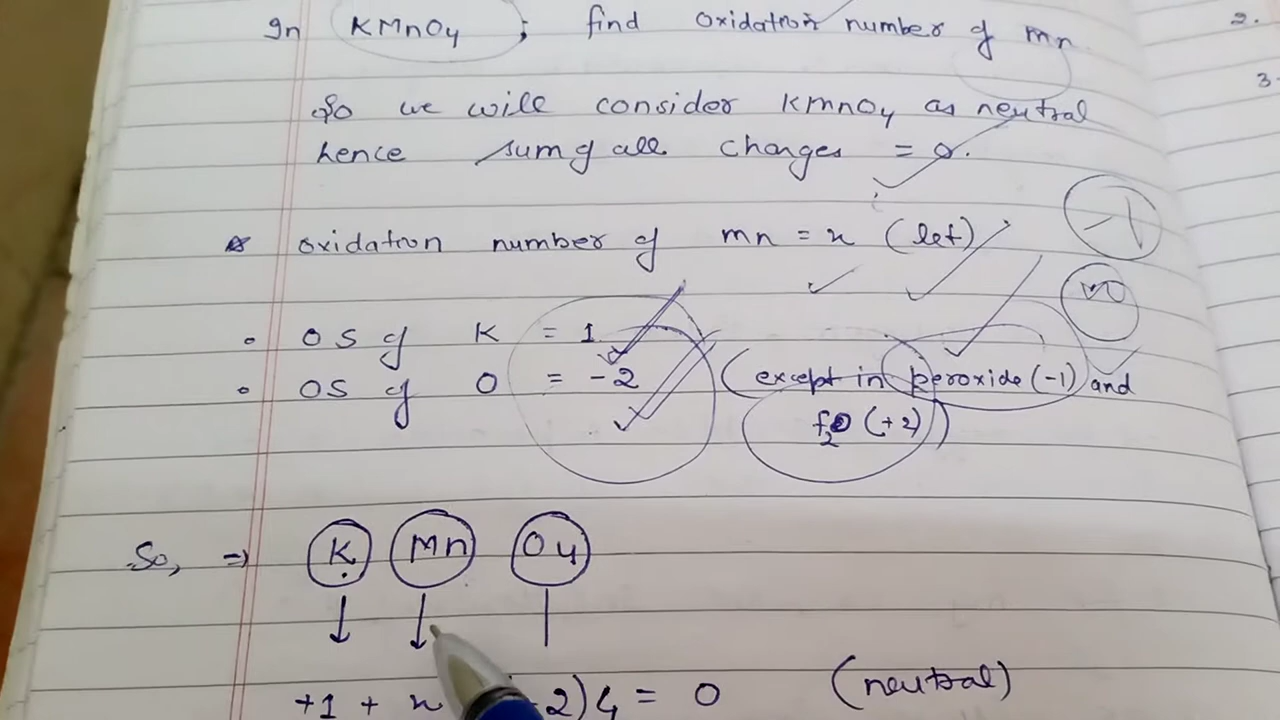 In KMnO4 ; find oxidation number of mn
So we will consider KmnO4 as neutral
hence sum of all charges = 0.
oxidation number of mn = x (let)
• OS of K = 1
• OS of O = -2 (except in peroxide (-1) and
f2O (+2))
So, ⇒ K Mn O4
+1 + x 2)4 = 0 (neutral)
2.
3.